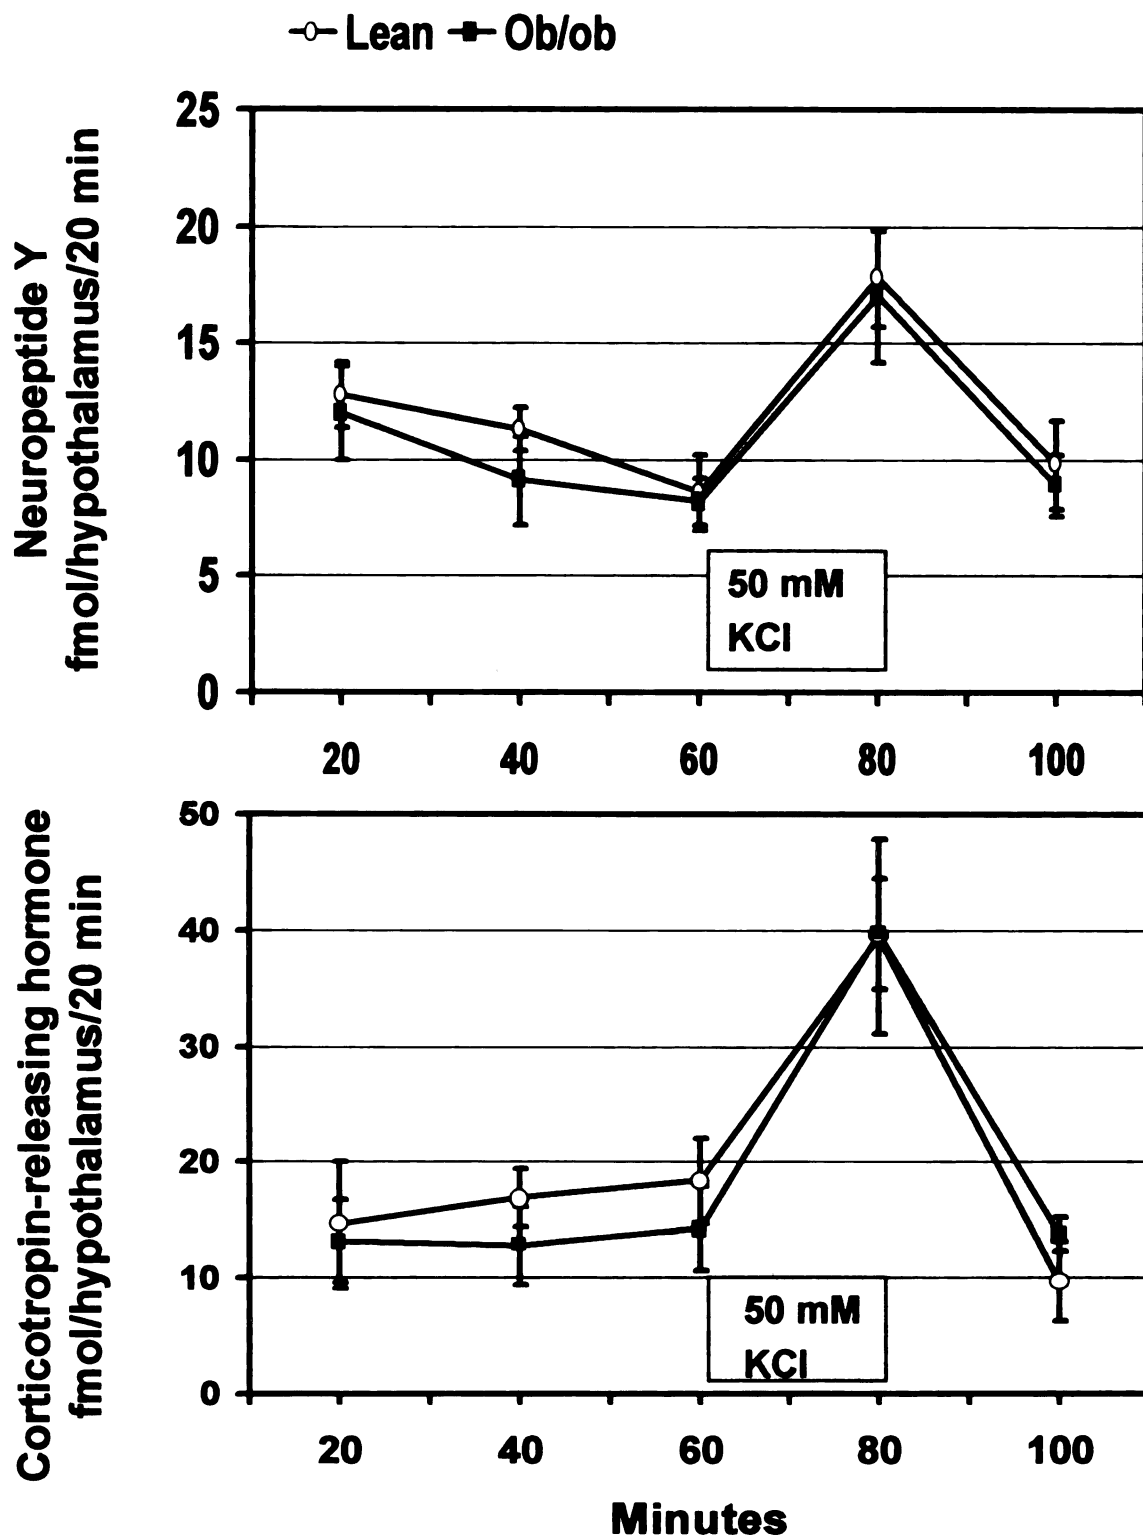 Lean Ob/ob
Neuropeptide Y
fmol/hypothalamus/20 min
25
20
15
10
5
0
50 mM
KCl
20 40 60 80 100
Corticotropin-releasing hormone
fmol/hypothalamus/20 min
50
40
30
20
10
0
50 mM
KCl
20 40 60 80 100
Minutes